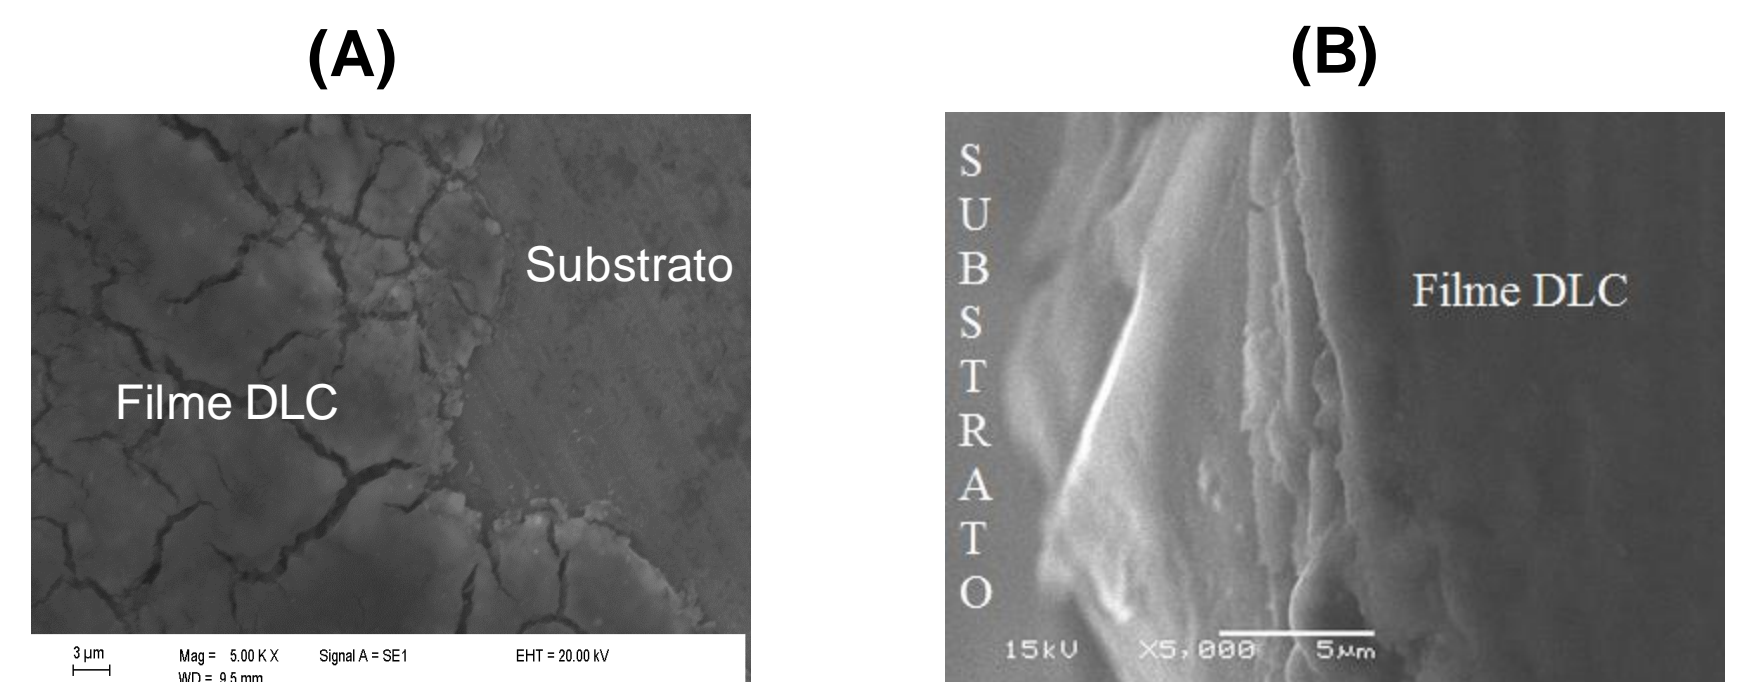 (A)
(B)
Substrato
Filme DLC
3 µm
Mag = 5.00 K X
Signal A = SE1
EHT = 20.00 kV
WD = 9.5 mm
SUBSTRATO
Filme DLC
15kV
X5,000
5µm